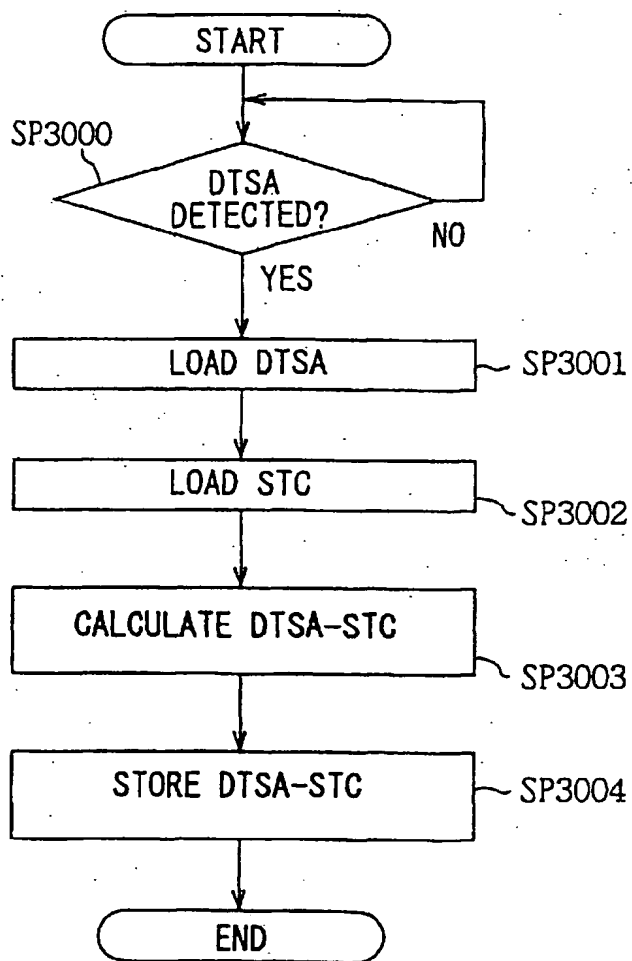 START
SP3000
DTSA
DETECTED?
NO
YES
LOAD DTSA
SP3001
LOAD STC
SP3002
CALCULATE DTSA-STC
SP3003
STORE DTSA-STC
SP3004
END